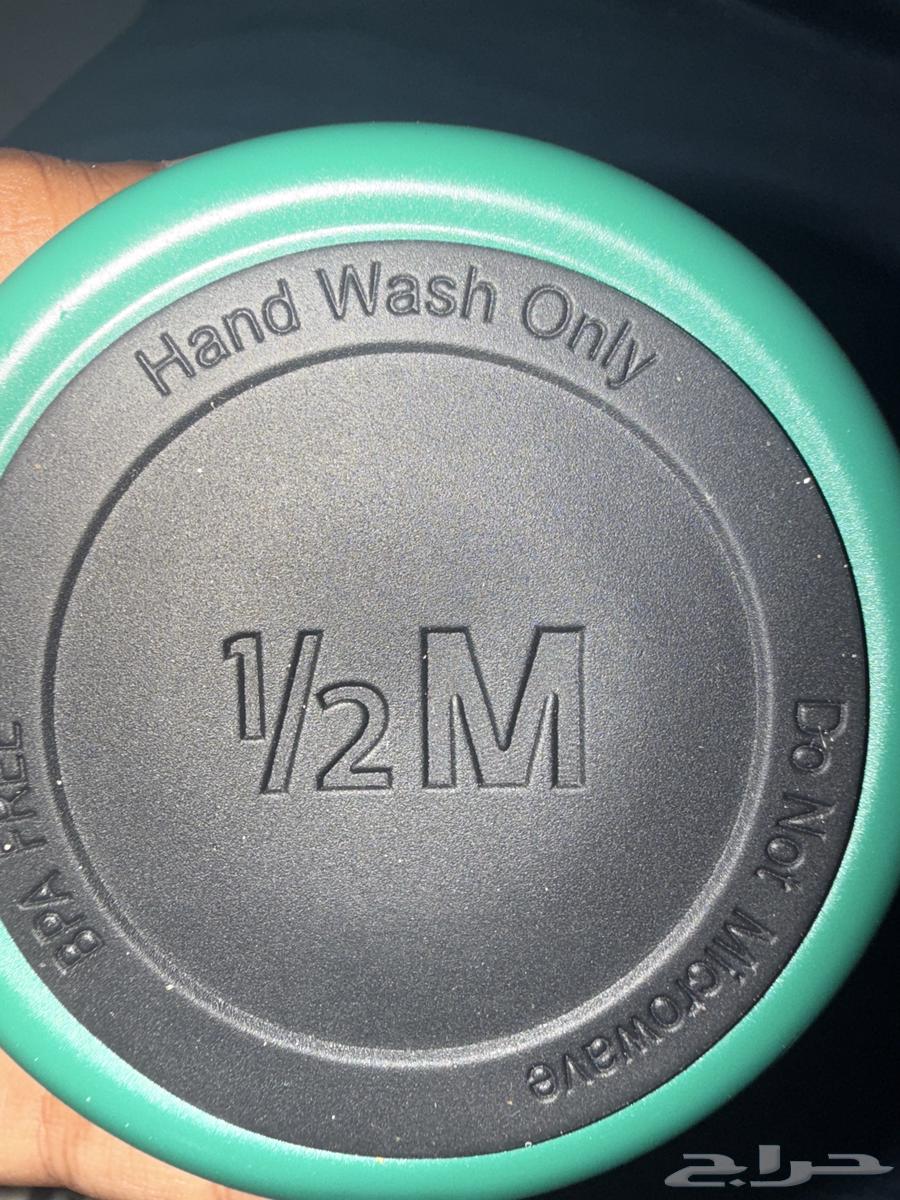 Hand Wash Only
½M
Do Not Microwave
BPA FREE
حراج